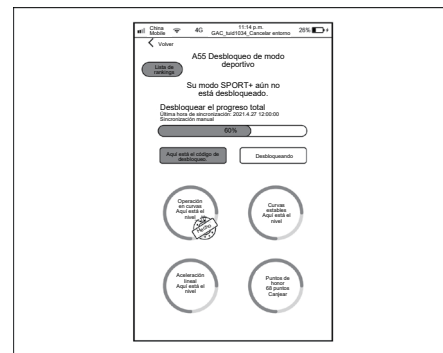 China Mobile 4G 11:14 p.m. 28%
GAC_tuid1034_Cancelar entorno
Volver
A55 Desbloqueo de modo
deportivo
Lista de
rankings
Su modo SPORT+ aún no
está desbloqueado.
Desbloquear el progreso total
Última hora de sincronización: 2021.4.27 12:00:00
Sincronización manual
60%
Aquí está el código de
desbloqueo
Desbloqueando
Operación
en curvas
Aquí está el
nivel
Hecho
Curvas
estables
Aquí está el
nivel
Aceleración
lineal
Aquí está el
nivel
Puntos de
honor
68 puntos
Canjear